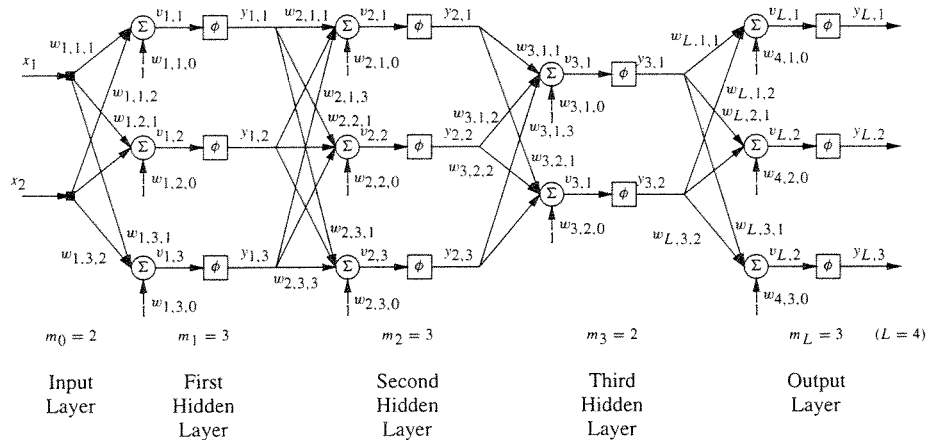 v1,1 y1,1 w2,1,1 v2,1 y2,1 vL,1 yL,1
ϕ ϕ ϕ
Σ Σ Σ
w1,1,1 w1,1,0 w2,1,0 w3,1,1 v3,1 y3,1 wL,1,1 w4,1,0
x1 Σ ϕ
w1,1,2 w2,1,3 w3,1,2 w3,1,0 wL,1,2
w1,2,1 w2,2,1 w3,1,3 wL,2,1
v1,2 y1,2 v2,2 y2,2 vL,2 yL,2
Σ ϕ Σ ϕ Σ ϕ
x2 w1,2,0 w2,2,0 w3,2,2 w3,2,1 v3,1 y3,2 w4,2,0
Σ ϕ
w1,3,1 w2,3,1 w3,2,0 wL,3,2 wL,3,1
w1,3,2 v1,3 y1,3 v2,3 y2,3 vL,2 yL,3
Σ ϕ w2,3,3 Σ ϕ Σ ϕ
w1,3,0 w2,3,0 w4,3,0
m0 = 2 m1 = 3 m2 = 3 m3 = 2 mL = 3 (L = 4)
Input First Second Third Output
Layer Hidden Hidden Hidden Layer
Layer Layer Layer